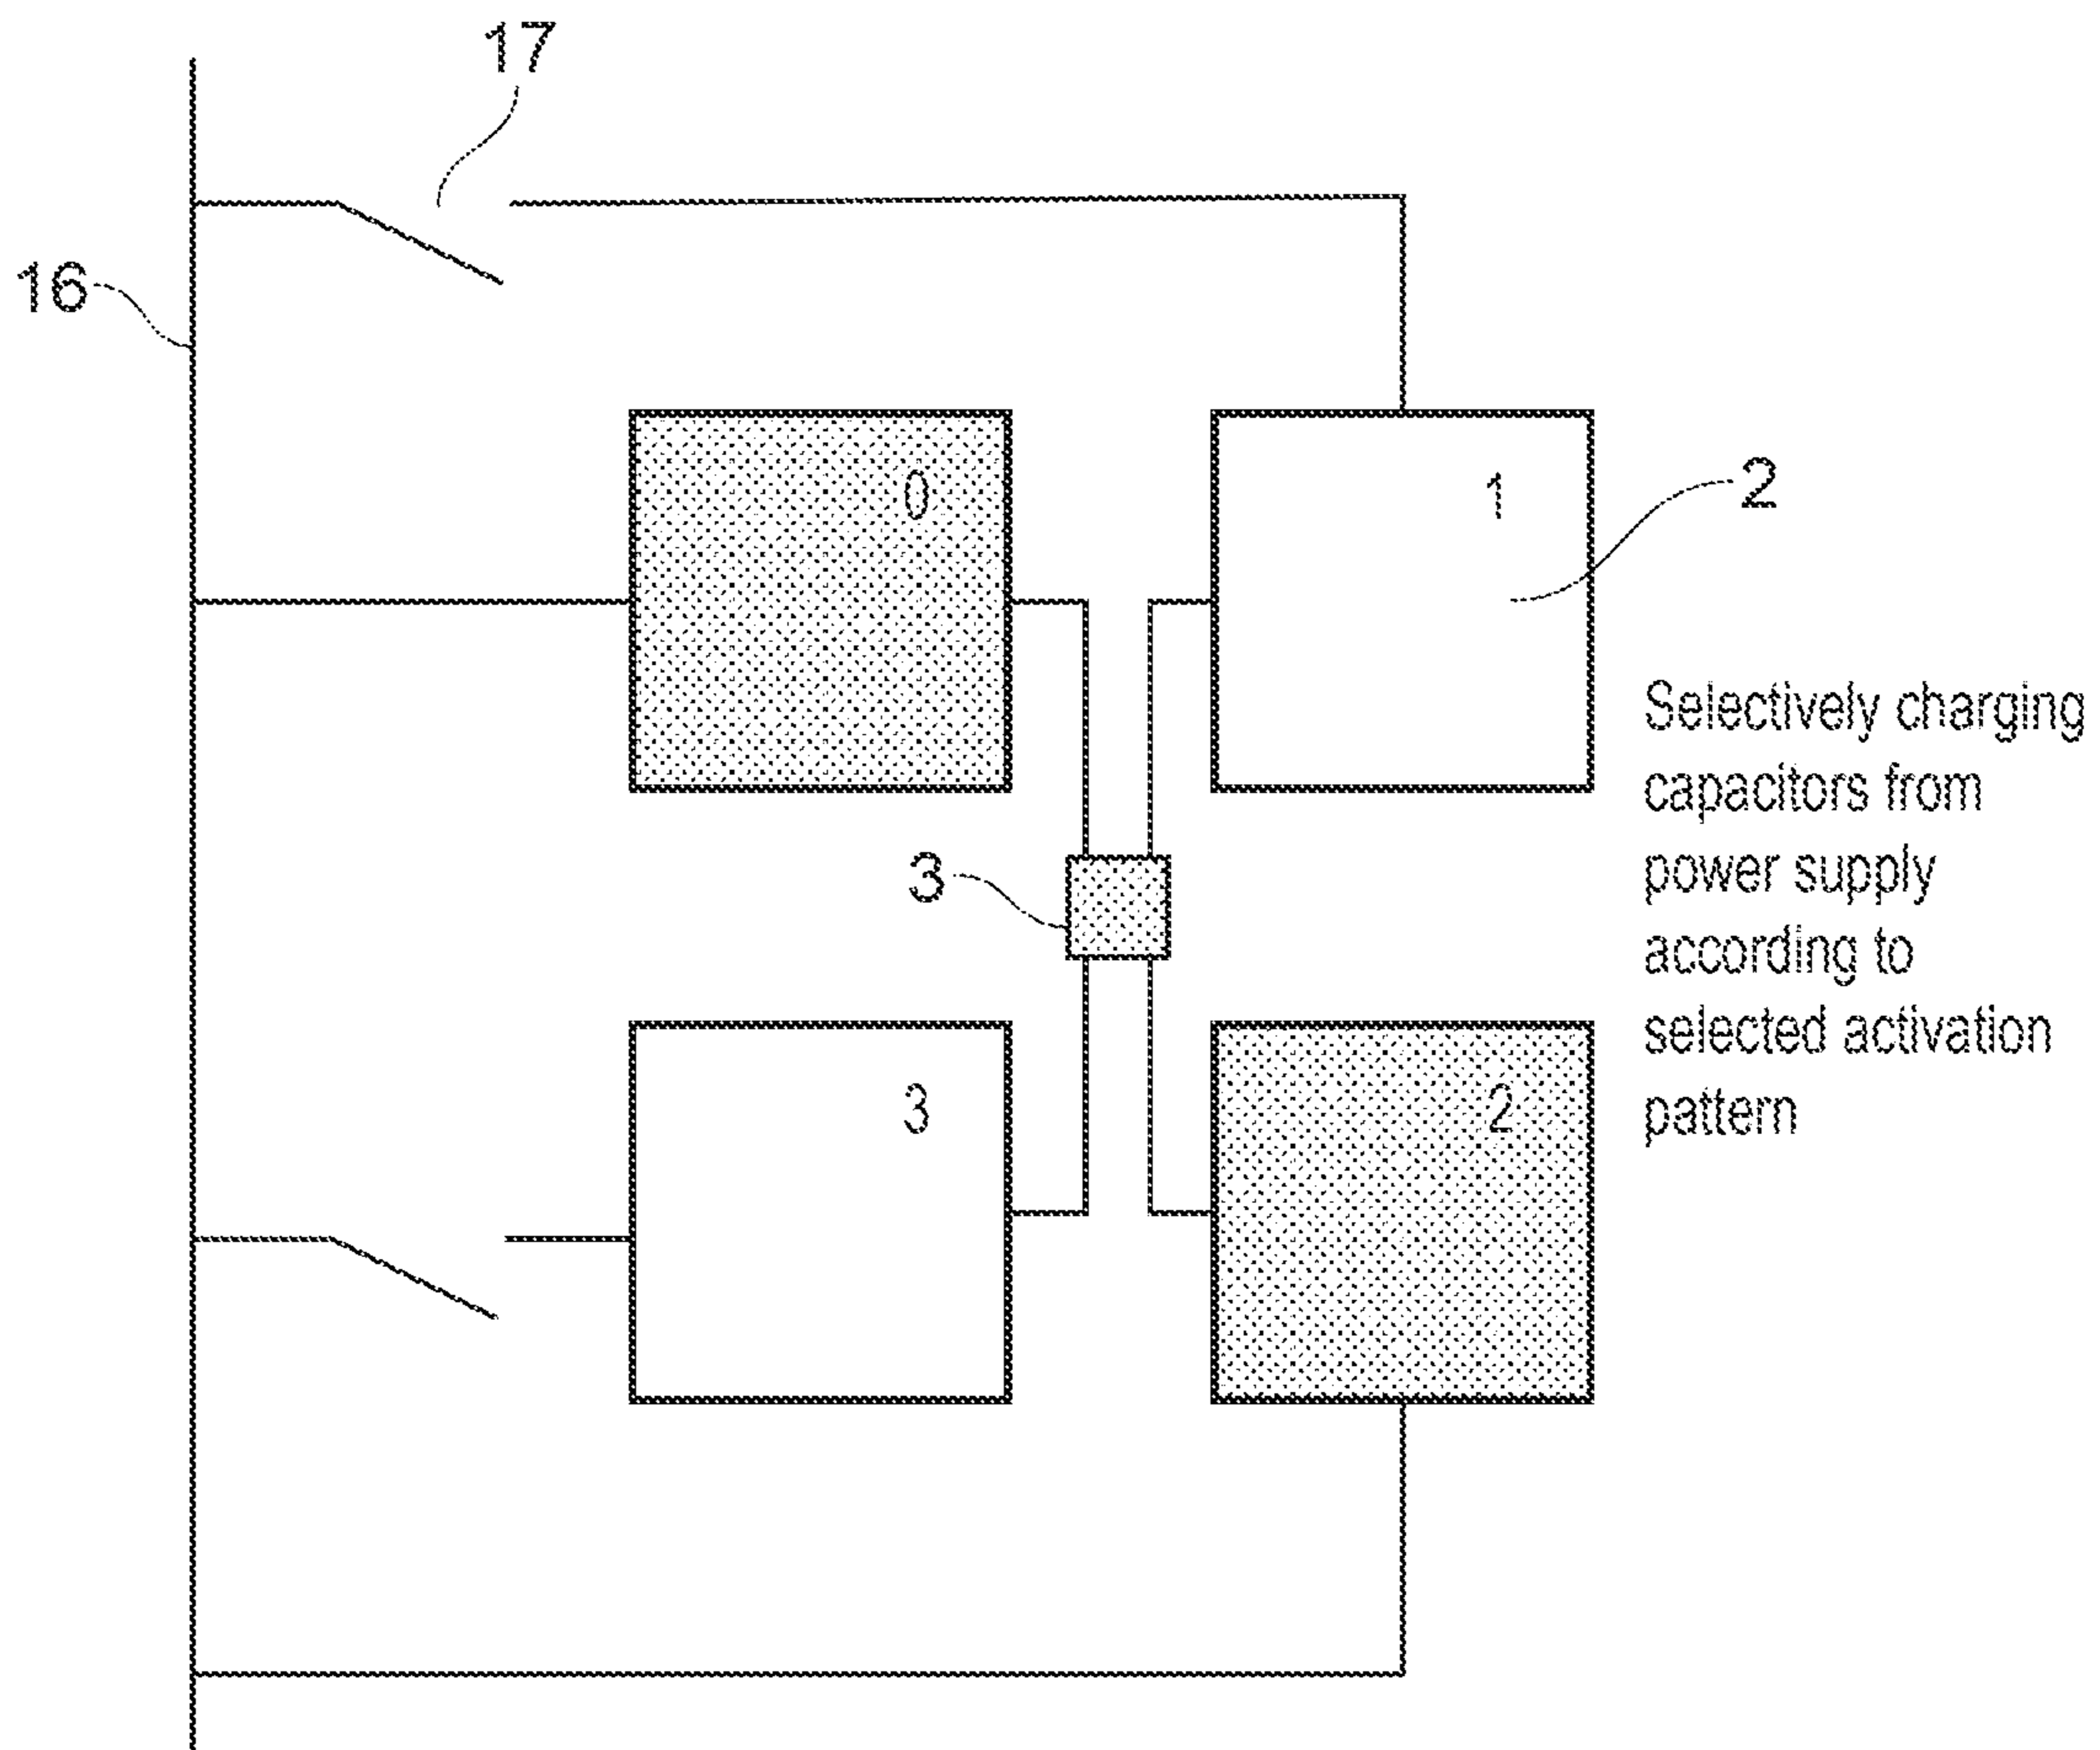 17
16
0
1
2
Selectively charging
capacitors from
power supply
according to
selected activation
pattern
3
3
2